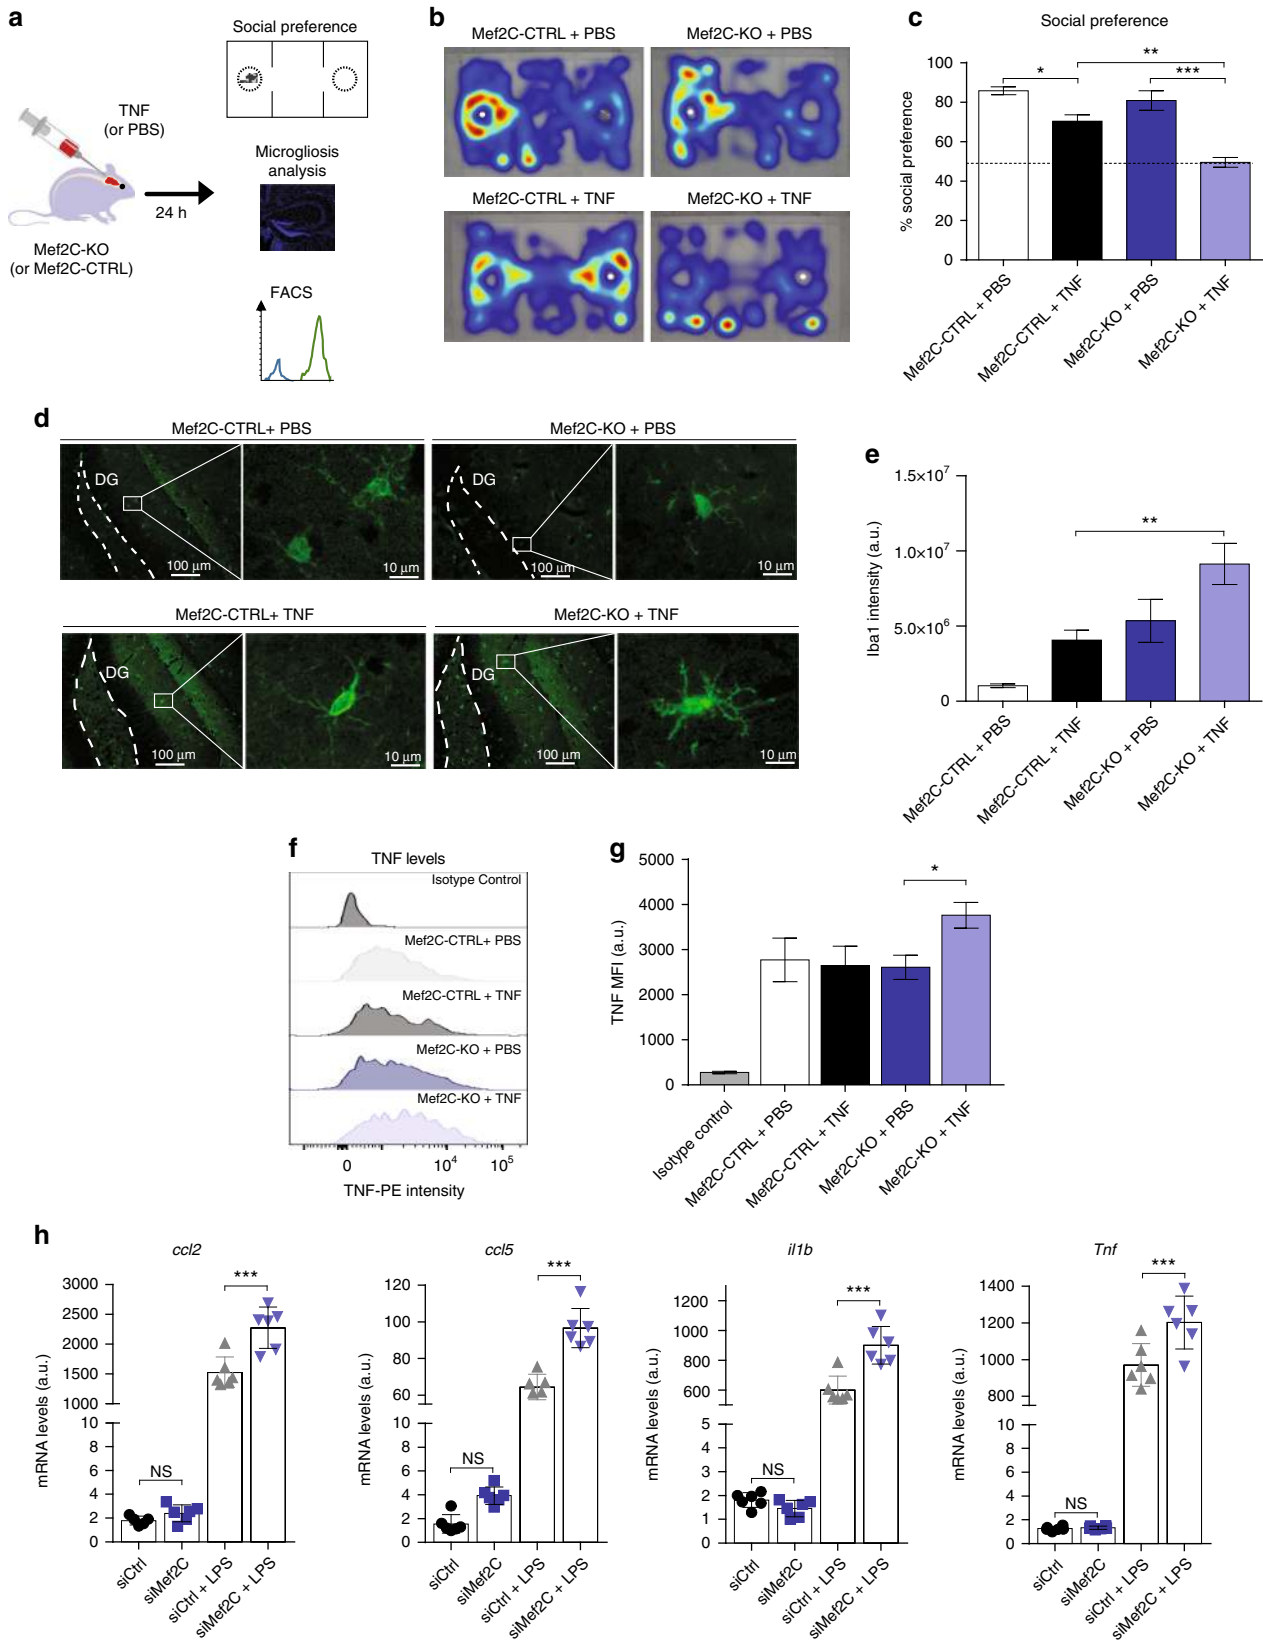 a
Social preference
TNF
(or PBS)
24 h
Mef2C-KO
(or Mef2C-CTRL)
Microgliosis
analysis
FACS
b
Mef2C-CTRL + PBS
Mef2C-KO + PBS
Mef2C-CTRL + TNF
Mef2C-KO + TNF
c
Social preference
% social preference
100
80
60
40
20
0
*
**
***
Mef2C-CTRL + PBS
Mef2C-CTRL + TNF
Mef2C-KO + PBS
Mef2C-KO + TNF
d
Mef2C-CTRL+ PBS
Mef2C-KO + PBS
DG
100 µm
10 µm
DG
100 µm
10 µm
Mef2C-CTRL+ TNF
Mef2C-KO + TNF
DG
100 µm
10 µm
DG
100 µm
10 µm
e
Iba1 intensity (a.u.)
1.5×10⁷
1.0×10⁷
5.0×10⁶
0
**
Mef2C-CTRL + PBS
Mef2C-CTRL + TNF
Mef2C-KO + PBS
Mef2C-KO + TNF
f
TNF levels
Isotype Control
Mef2C-CTRL+ PBS
Mef2C-CTRL + TNF
Mef2C-KO + PBS
Mef2C-KO + TNF
0
10⁴
10⁵
TNF-PE intensity
g
TNF MFI (a.u.)
5000
4000
3000
2000
1000
0
*
Isotype control
Mef2C-CTRL + PBS
Mef2C-CTRL + TNF
Mef2C-KO + PBS
Mef2C-KO + TNF
h
ccl2
mRNA levels (a.u.)
3000
2500
2000
1500
1000
10
8
6
4
2
0
NS
***
siCtrl
siMef2C
siCtrl + LPS
siMef2C + LPS
ccl5
mRNA levels (a.u.)
120
100
80
60
10
8
6
4
2
0
NS
***
siCtrl
siMef2C
siCtrl + LPS
siMef2C + LPS
il1b
mRNA levels (a.u.)
1200
1000
800
600
5
4
3
2
1
0
NS
***
siCtrl
siMef2C
siCtrl + LPS
siMef2C + LPS
Tnf
mRNA levels (a.u.)
1400
1200
1000
800
10
8
6
4
2
0
NS
***
siCtrl
siMef2C
siCtrl + LPS
siMef2C + LPS